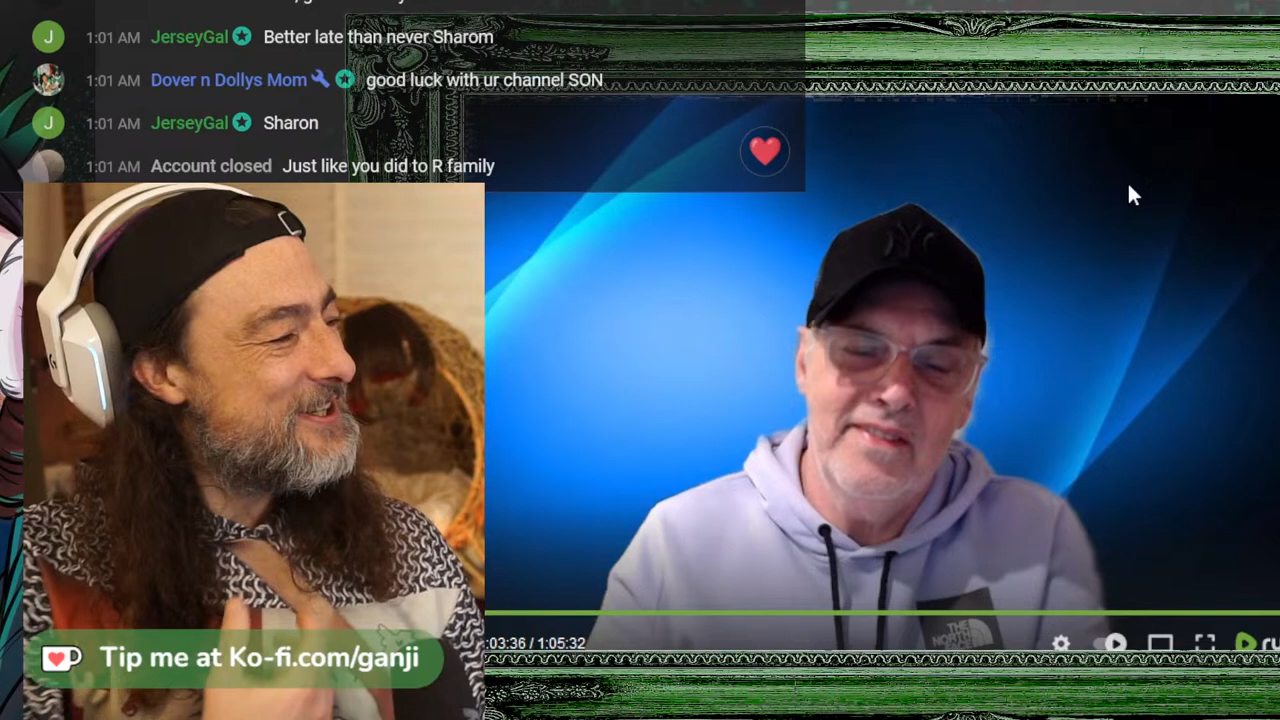 1:01 AM JerseyGal Better late than never Sharom
1:01 AM Dover n Dollys Mom good luck with ur channel SON
J 1:01 AM JerseyGal Sharon
1:01 AM Account closed Just like you did to R family
NY
THE
NORTH
:03:36 / 1:05:32
Tip me at Ko-fi.com/ganji